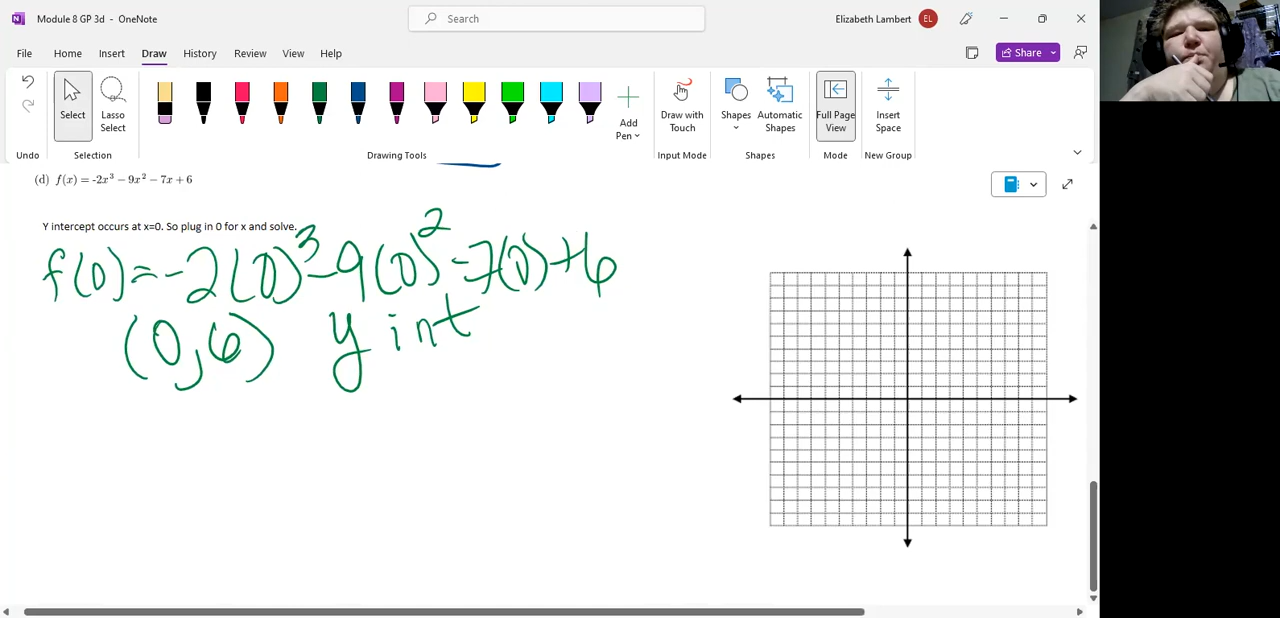 Module 8 GP 3d - OneNote
Search
Elizabeth Lambert
EL
File Home Insert Draw History Review View Help
Share
Select
Lasso Select
Add Pen
Draw with Touch
Shapes
Automatic Shapes
Full Page View
Insert Space
Undo
Selection
Drawing Tools
Input Mode
Shapes
Mode
New Group
(d) f(x) = -2x³ − 9x² − 7x + 6
Y intercept occurs at x=0. So plug in 0 for x and solve.
f(0)=-2(0)³-9(0)²-7(0)+6
(0,6) y int